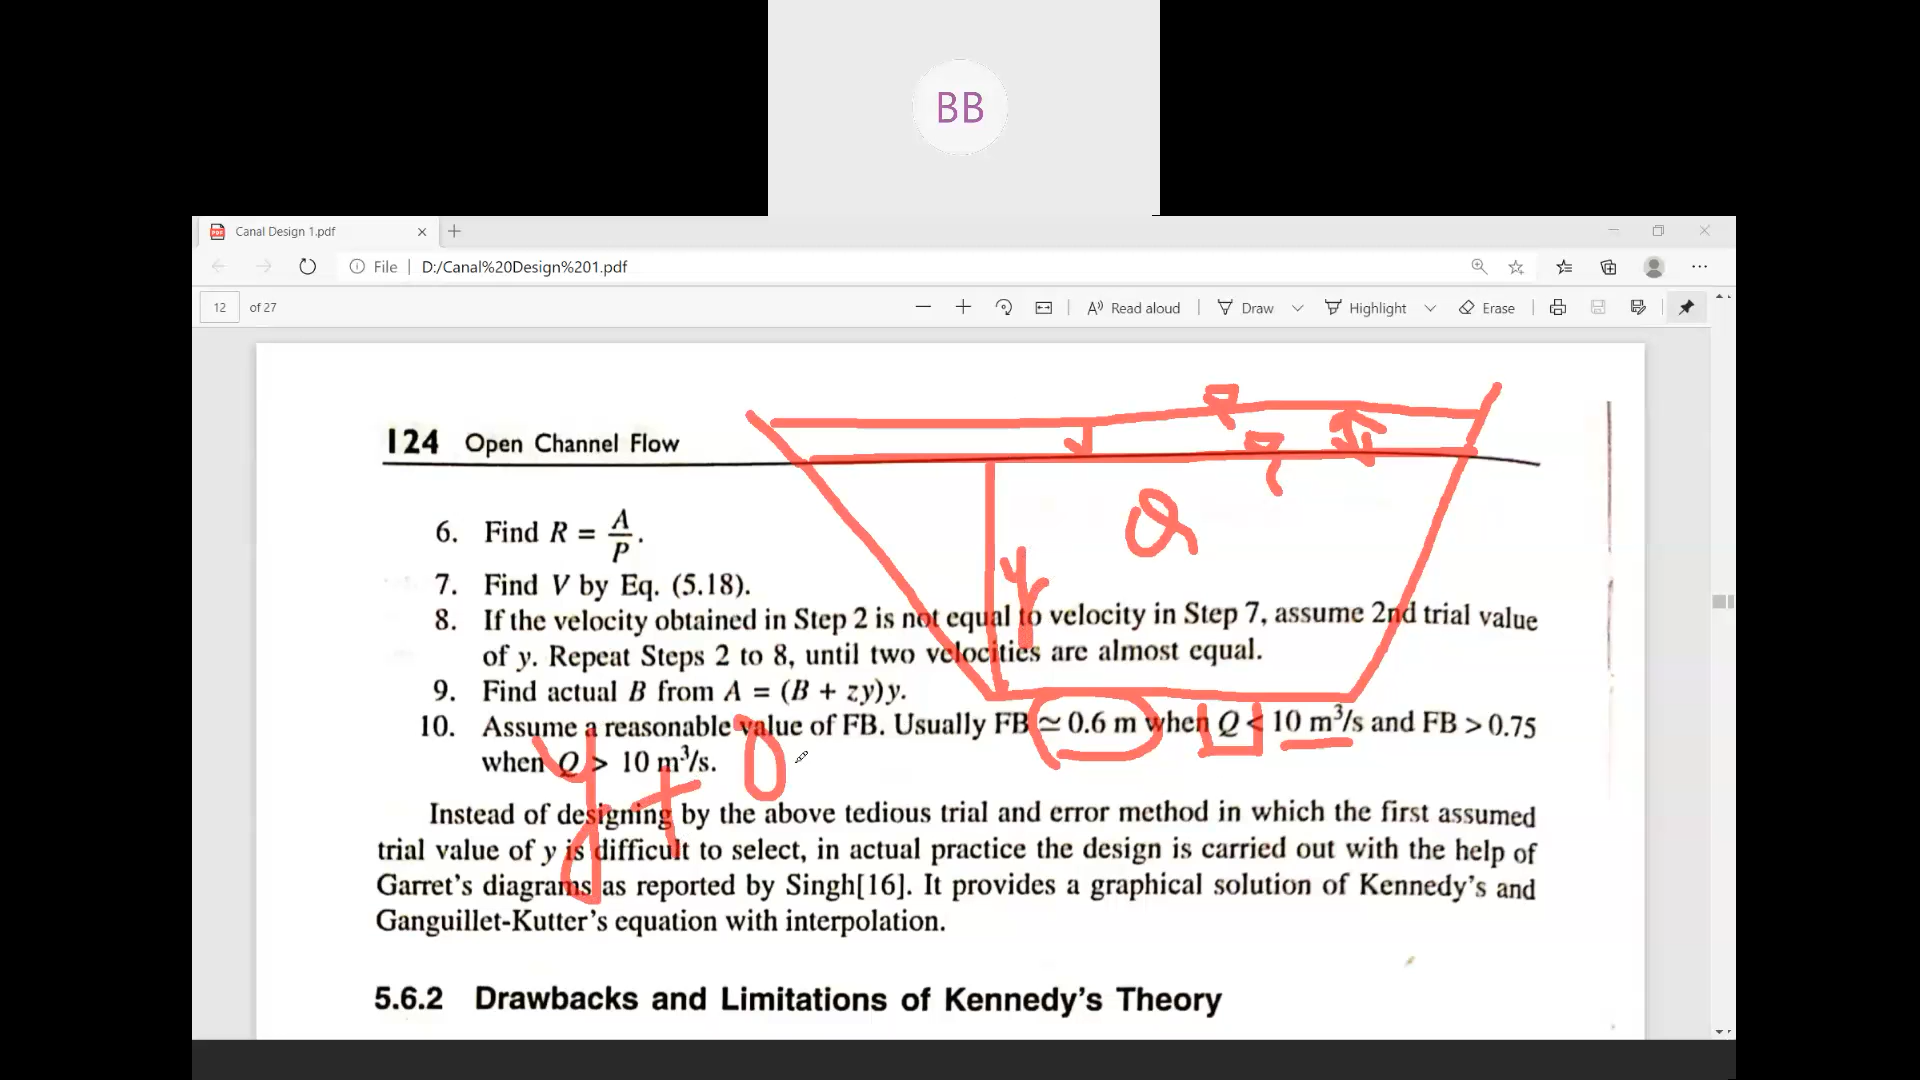 BB
Canal Design 1.pdf
File | D:/Canal%20Design%201.pdf
12 of 27
Read aloud
Draw
Highlight
Erase
124 Open Channel Flow
Q
6. Find R = A/P.
y
7. Find V by Eq. (5.18).
8. If the velocity obtained in Step 2 is not equal to velocity in Step 7, assume 2nd trial value
of y. Repeat Steps 2 to 8, until two velocities are almost equal.
9. Find actual B from A = (B + zy)y.
10. Assume a reasonable value of FB. Usually FB ≃ 0.6 m when Q < 10 m³/s and FB > 0.75
when Q > 10 m³/s.
y + 0
Instead of designing by the above tedious trial and error method in which the first assumed
trial value of y is difficult to select, in actual practice the design is carried out with the help of
Garret's diagrams as reported by Singh[16]. It provides a graphical solution of Kennedy's and
Ganguillet-Kutter's equation with interpolation.
5.6.2 Drawbacks and Limitations of Kennedy's Theory